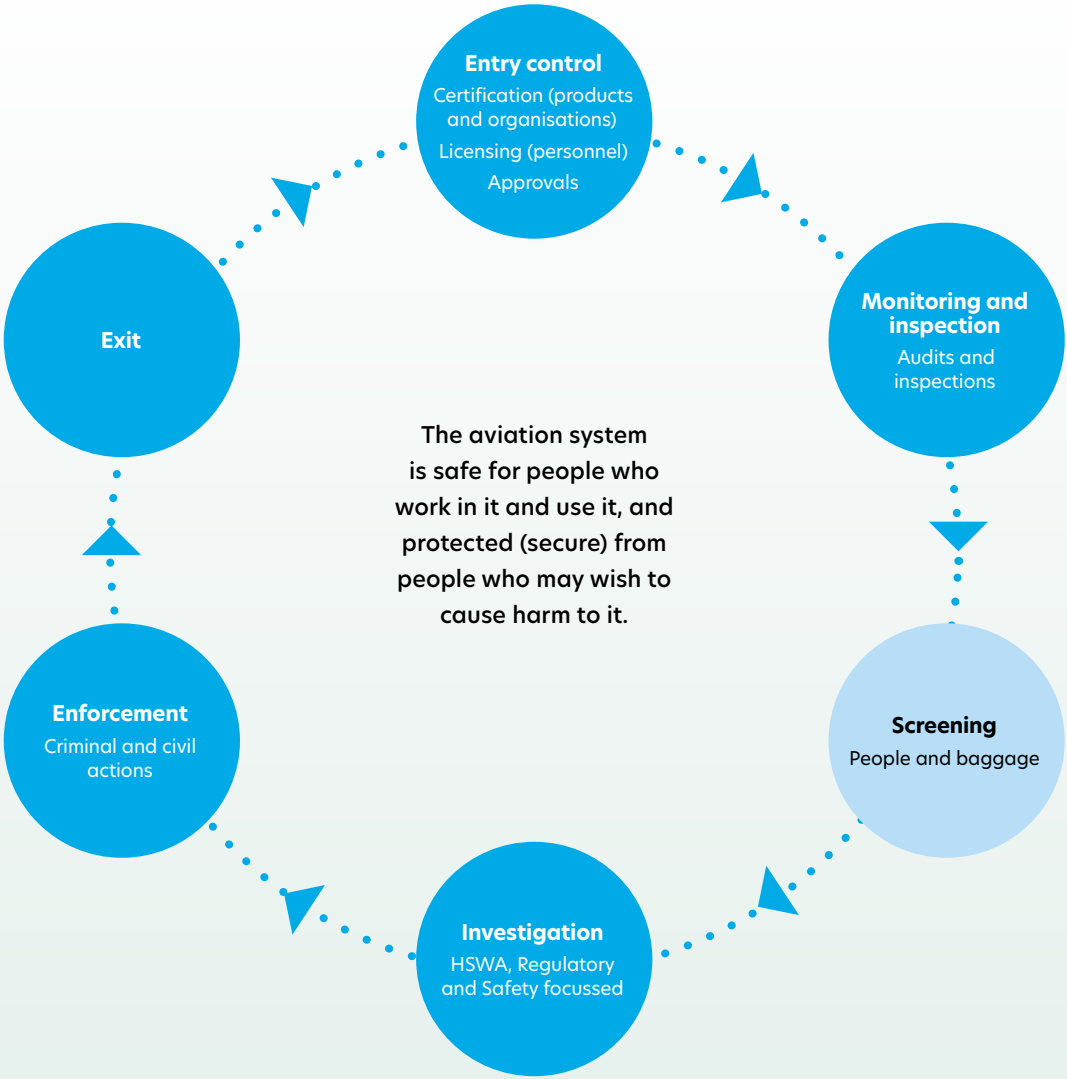 Entry control
Certification (products
and organisations)
Licensing (personnel)
Approvals
Monitoring and
inspection
Audits and
inspections
Screening
People and baggage
Investigation
HSWA, Regulatory
and Safety focussed
Enforcement
Criminal and civil
actions
Exit
The aviation system
is safe for people who
work in it and use it, and
protected (secure) from
people who may wish to
cause harm to it.